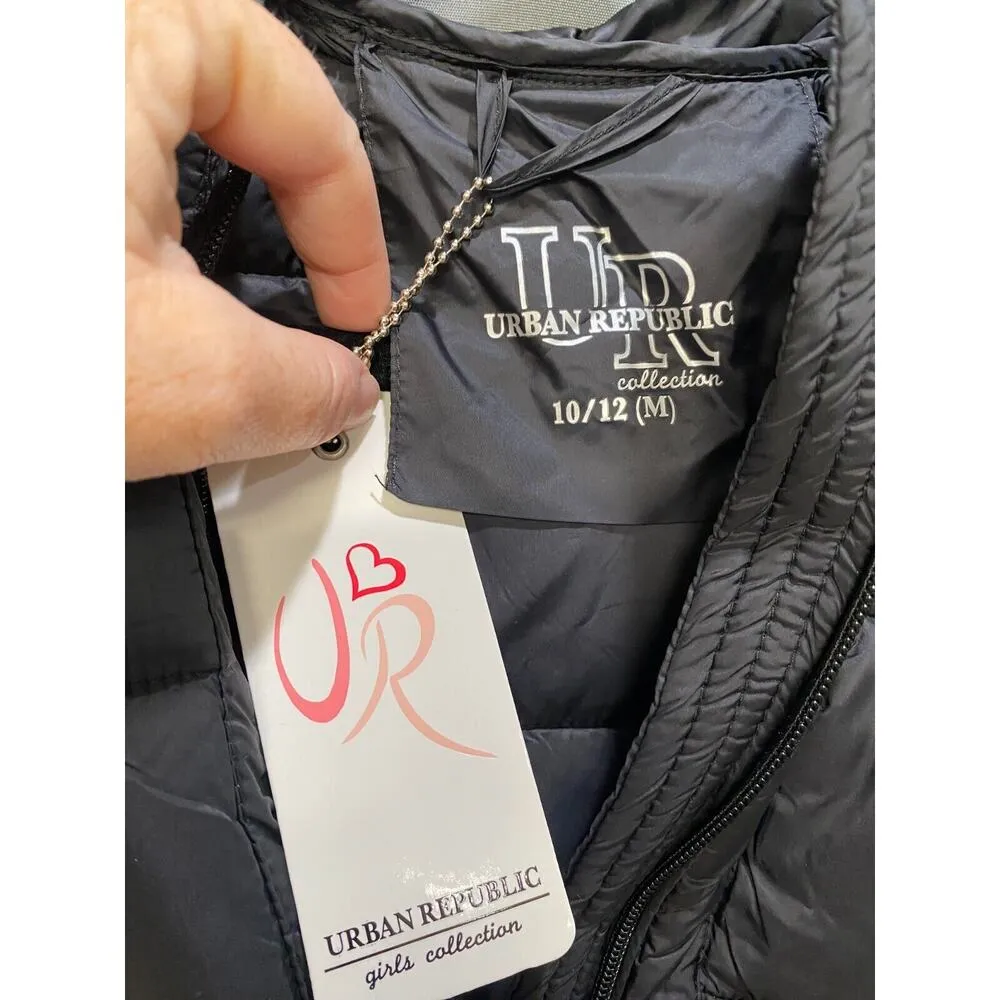 UR
URBAN REPUBLIC
collection
10/12 (M)
UR
URBAN REPUBLIC
girls collection